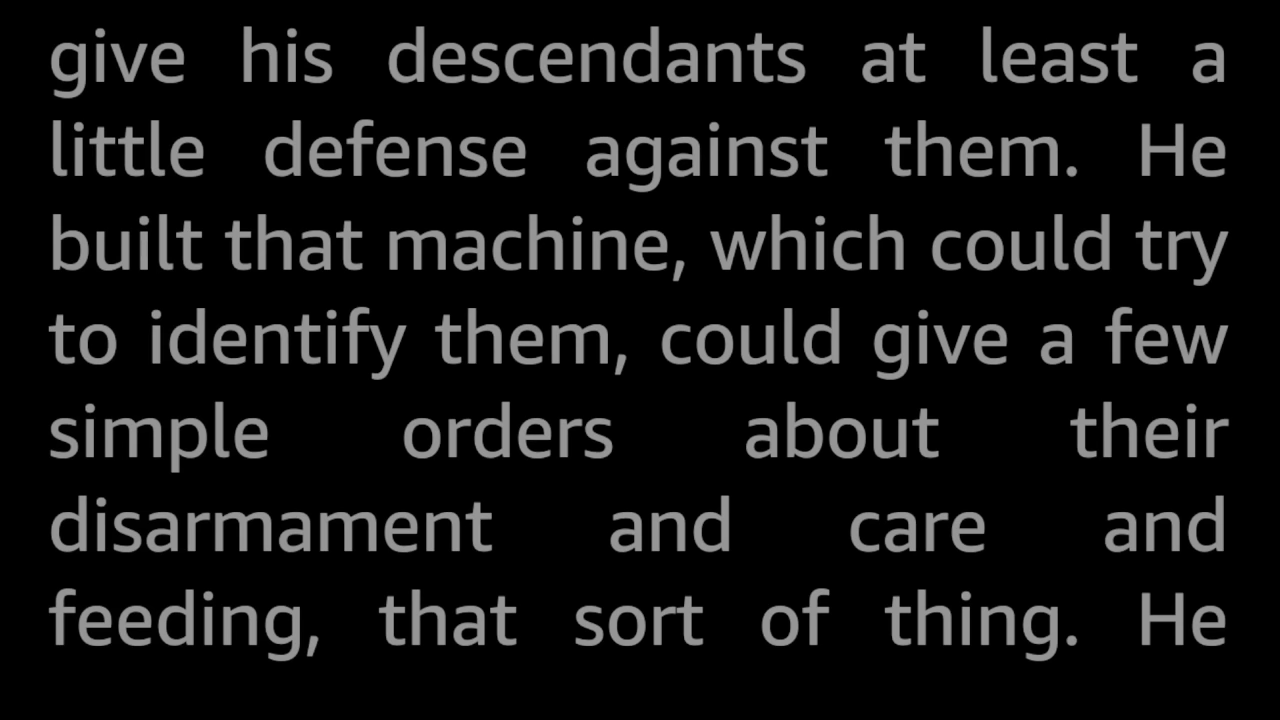 give his descendants at least a
little defense against them. He
built that machine, which could try
to identify them, could give a few
simple orders about their
disarmament and care and
feeding, that sort of thing. He